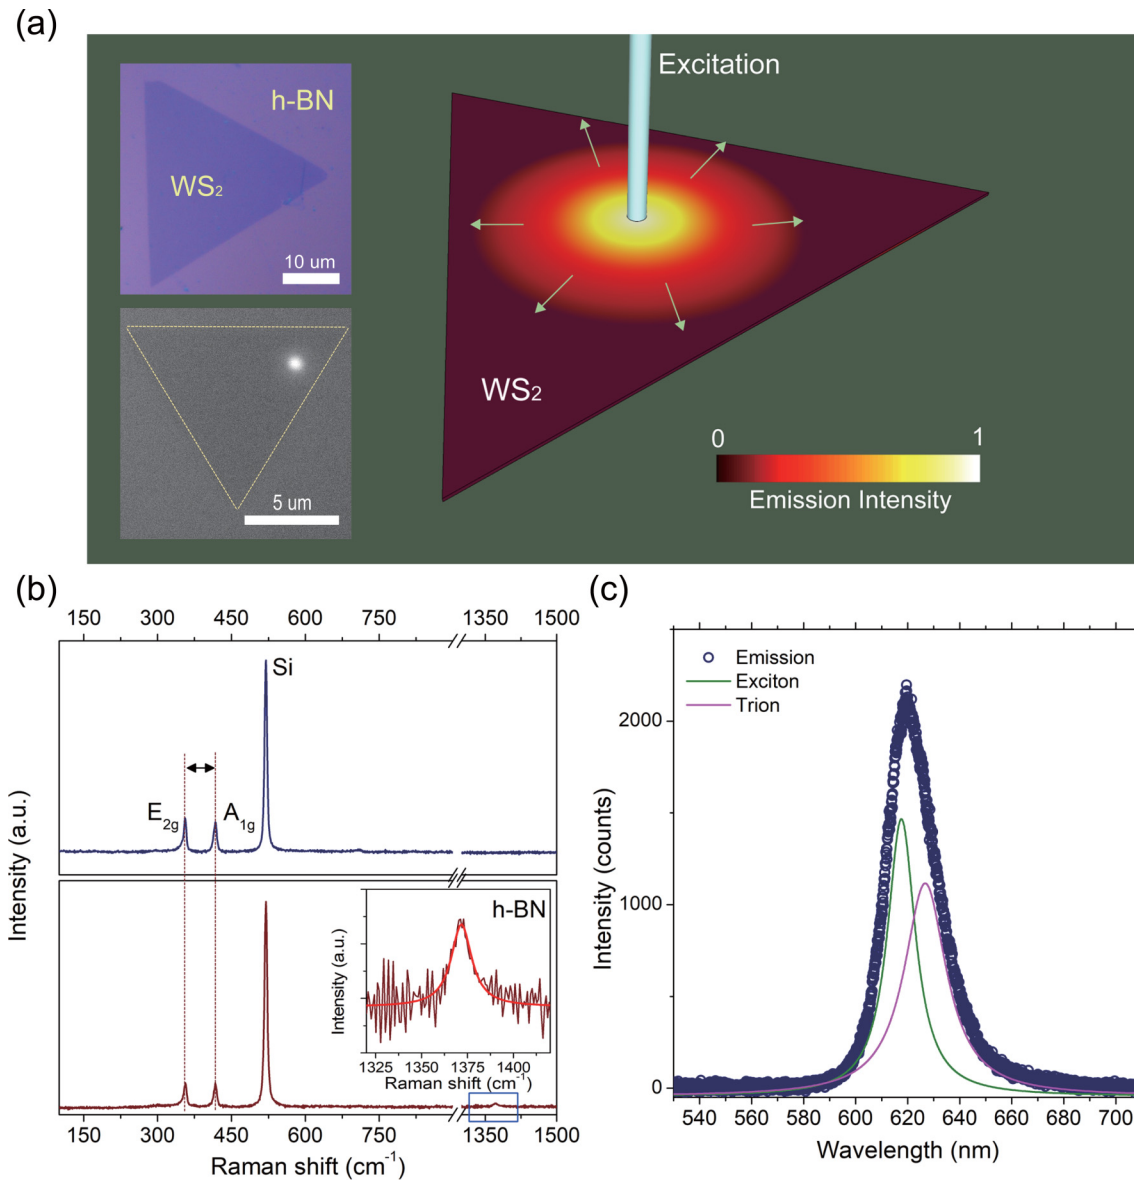 (a)
h-BN
WS2
10 um
5 um
Excitation
WS2
0 1
Emission Intensity
(b)
150 300 450 600 750 1350 1500
Si
E2g
A1g
h-BN
Intensity (a.u.)
1325 1350 1375 1400
Raman shift (cm-1)
Intensity (a.u.)
150 300 450 600 750 1350 1500
Raman shift (cm-1)
(c)
Emission
Exciton
Trion
2000
1000
0
Intensity (counts)
540 560 580 600 620 640 660 680 700
Wavelength (nm)